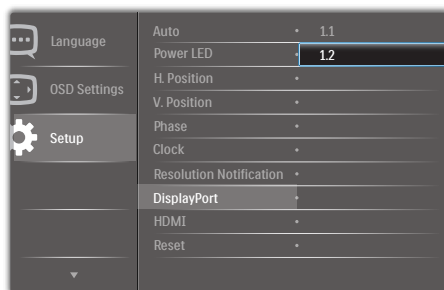 Language
OSD Settings
Setup
Auto
Power LED
H. Position
V. Position
Phase
Clock
Resolution Notification
DisplayPort
HDMI
Reset
1.1
1.2